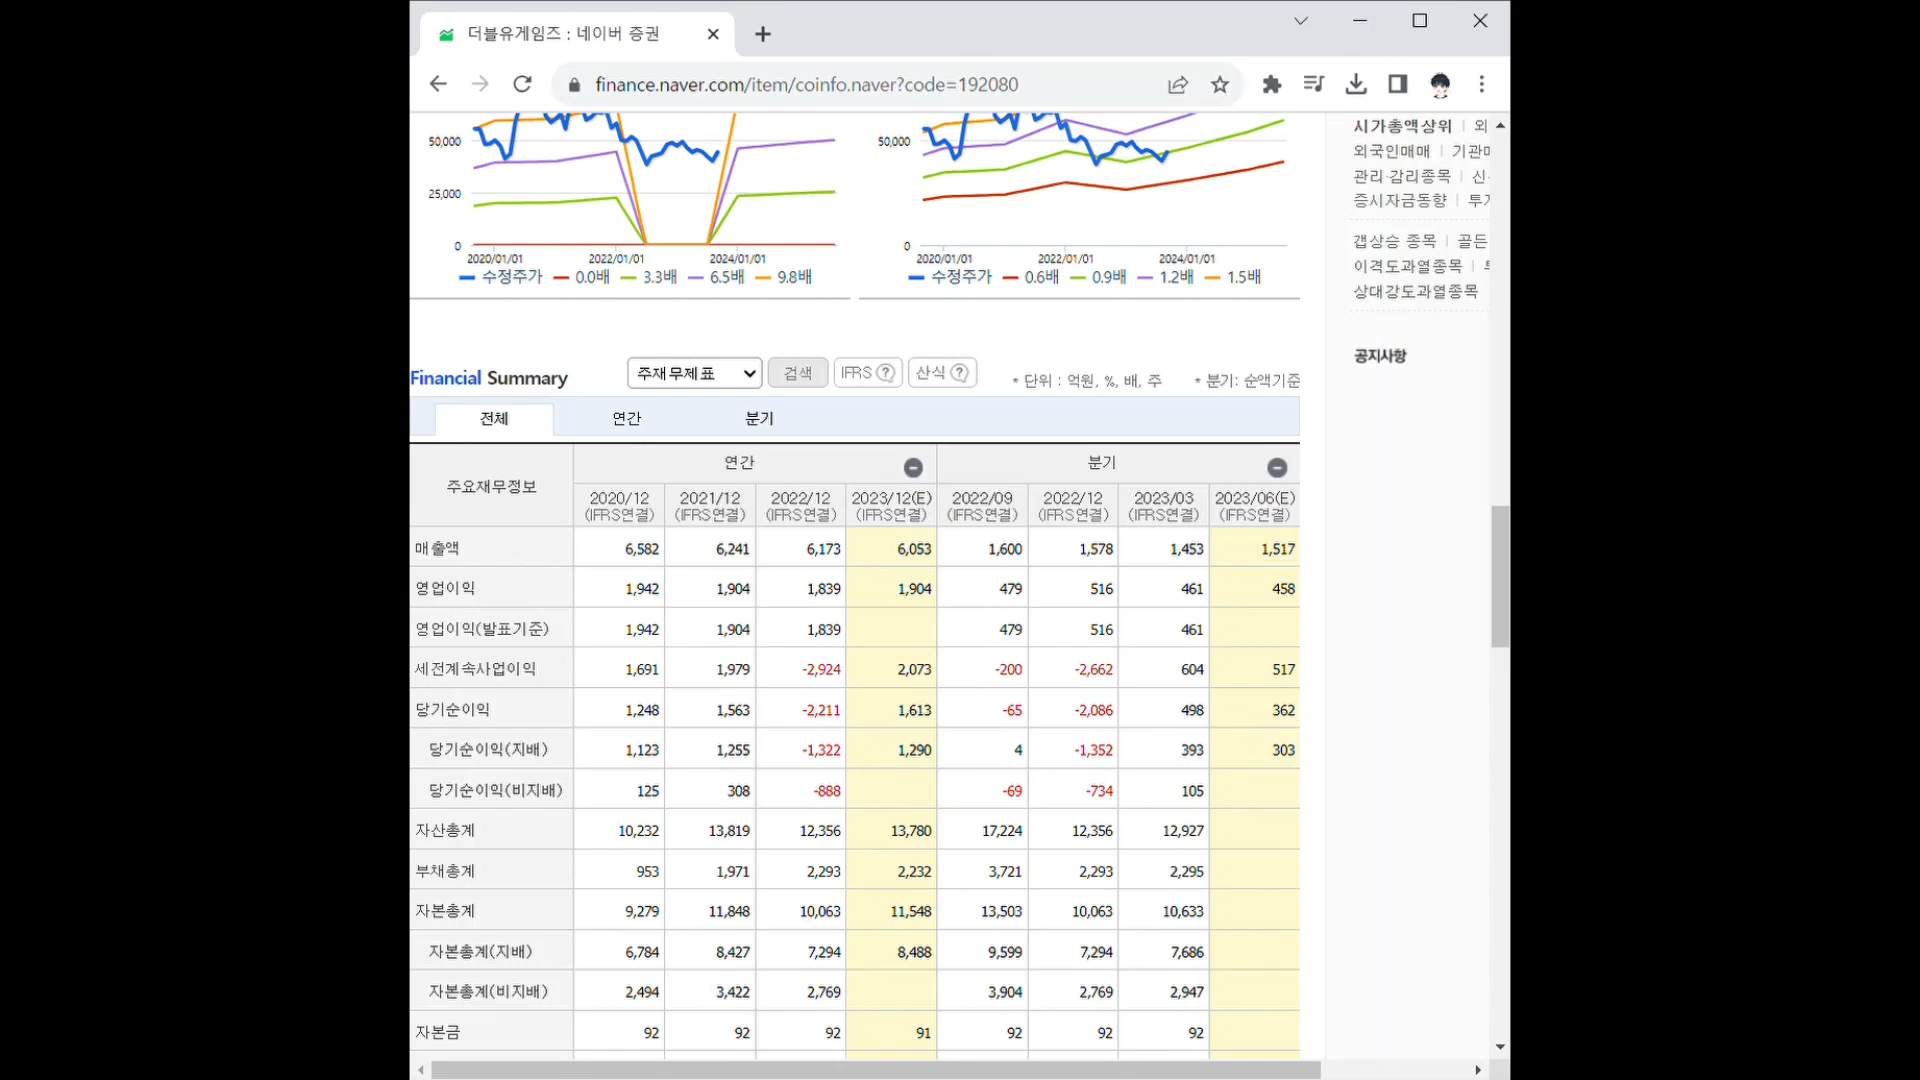 더블유게임즈 : 네이버 증권
finance.naver.com/item/coinfo.naver?code=192080
50,000
25,000
0
2020/01/01 2022/01/01 2024/01/01
수정주가 0.0배 3.3배 6.5배 9.8배
50,000
0
2020/01/01 2022/01/01 2024/01/01
수정주가 0.6배 0.9배 1.2배 1.5배
시가총액상위 | 외
외국인매매 | 기관
관리·감리종목 | 신
증시자금동향 | 투
갭상승 종목 | 골든
이격도과열종목 |
상대강도과열종목
공지사항
Financial Summary 주재무제표 검색 IFRS ? 산식 ? * 단위 : 억원, %, 배, 주 * 분기: 순액기준
전체 연간 분기
주요재무정보 연간 분기
2020/12 2021/12 2022/12 2023/12(E) 2022/09 2022/12 2023/03 2023/06(E)
(IFRS연결) (IFRS연결) (IFRS연결) (IFRS연결) (IFRS연결) (IFRS연결) (IFRS연결) (IFRS연결)
매출액 6,582 6,241 6,173 6,053 1,600 1,578 1,453 1,517
영업이익 1,942 1,904 1,839 1,904 479 516 461 458
영업이익(발표기준) 1,942 1,904 1,839 479 516 461
세전계속사업이익 1,691 1,979 -2,924 2,073 -200 -2,662 604 517
당기순이익 1,248 1,563 -2,211 1,613 -65 -2,086 498 362
당기순이익(지배) 1,123 1,255 -1,322 1,290 4 -1,352 393 303
당기순이익(비지배) 125 308 -888 -69 -734 105
자산총계 10,232 13,819 12,356 13,780 17,224 12,356 12,927
부채총계 953 1,971 2,293 2,232 3,721 2,293 2,295
자본총계 9,279 11,848 10,063 11,548 13,503 10,063 10,633
자본총계(지배) 6,784 8,427 7,294 8,488 9,599 7,294 7,686
자본총계(비지배) 2,494 3,422 2,769 3,904 2,769 2,947
자본금 92 92 92 91 92 92 92